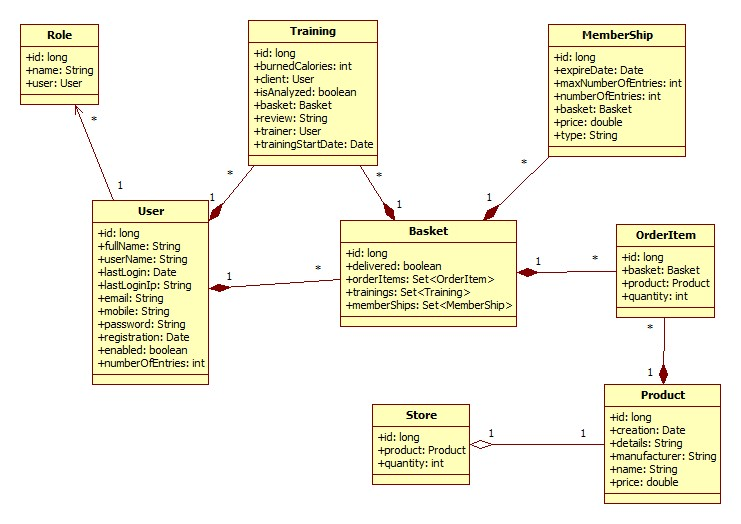 Role
+id: long
+name: String
+user: User
Training
+id: long
+burnedCalories: int
+client: User
+isAnalyzed: boolean
+basket: Basket
+review: String
+trainer: User
+trainingStartDate: Date
MemberShip
+id: long
+expireDate: Date
+maxNumberOfEntries: int
+numberOfEntries: int
+basket: Basket
+price: double
+type: String
*
1
*
1
*
1
*
1
User
+id: long
+fullName: String
+userName: String
+lastLogin: Date
+lastLoginIp: String
+email: String
+mobile: String
+password: String
+registration: Date
+enabled: boolean
+numberOfEntries: int
1
*
Basket
+id: long
+delivered: boolean
+orderItems: Set<OrderItem>
+trainings: Set<Training>
+memberShips: Set<MemberShip>
1
*
OrderItem
+id: long
+basket: Basket
+product: Product
+quantity: int
*
1
Store
+id: long
+product: Product
+quantity: int
1
1
Product
+id: long
+creation: Date
+details: String
+manufacturer: String
+name: String
+price: double